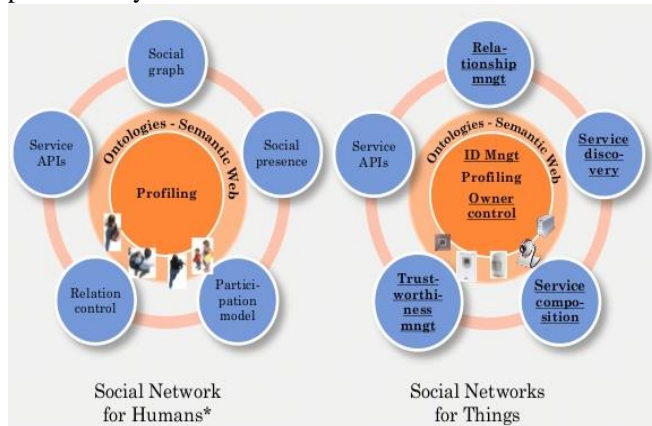 Social
graph
Service
APIs
Social
presence
Ontologies - Semantic Web
Profiling
Relation
control
Partici-
pation
model
Social Network
for Humans*
Rela-
tionship
mngt
Service
APIs
Service
disco-
very
Ontologies - Semantic Web
ID Mngt
Profiling
Owner
control
Trust-
worthi-
ness
mngt
Service
compo-
sition
Social Networks
for Things